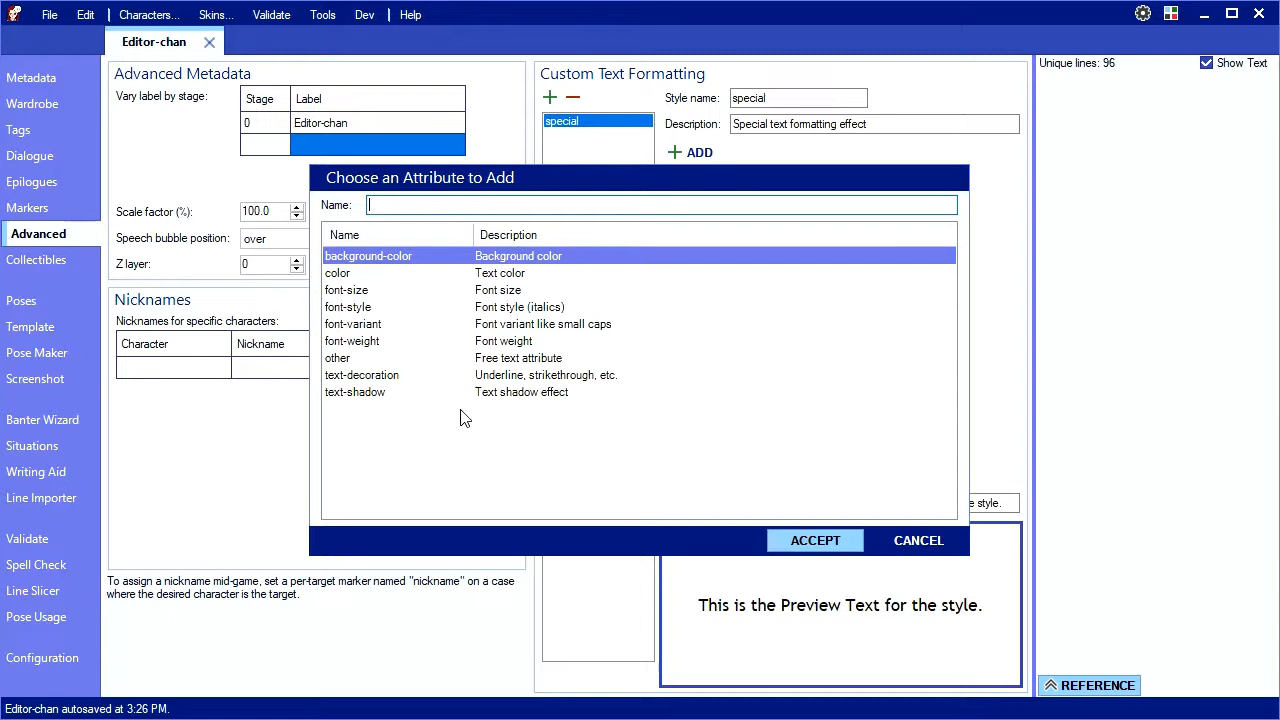 File Edit Characters... Skins... Validate Tools Dev Help
Editor-chan
Metadata
Wardrobe
Tags
Dialogue
Epilogues
Markers
Advanced
Collectibles
Poses
Template
Pose Maker
Screenshot
Banter Wizard
Situations
Writing Aid
Line Importer
Validate
Spell Check
Line Slicer
Pose Usage
Configuration
Advanced Metadata
Vary label by stage:
Stage Label
0 Editor-chan
Scale factor (%): 100.0
Speech bubble position: over
Z layer: 0
Nicknames
Nicknames for specific characters:
Character Nickname
To assign a nickname mid-game, set a per-target marker named "nickname" on a case
where the desired character is the target.
Custom Text Formatting
special
Style name: special
Description: Special text formatting effect
ADD
Choose an Attribute to Add
Name:
Name Description
background-color Background color
color Text color
font-size Font size
font-style Font style (italics)
font-variant Font variant like small caps
font-weight Font weight
other Free text attribute
text-decoration Underline, strikethrough, etc.
text-shadow Text shadow effect
ACCEPT CANCEL
e style.
This is the Preview Text for the style.
Unique lines: 96 Show Text
REFERENCE
Editor-chan autosaved at 3:26 PM.